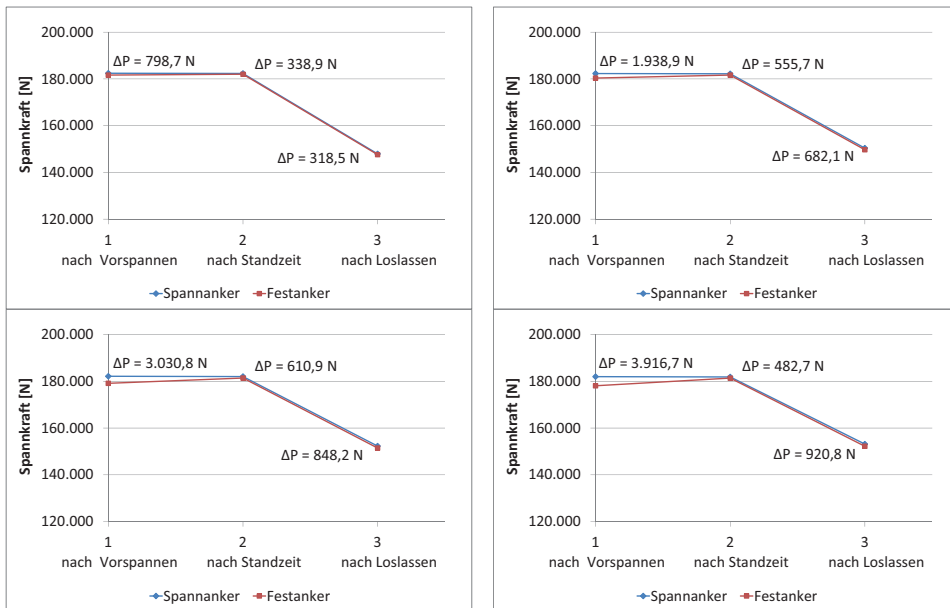 200.000
180.000
160.000
140.000
120.000
Spannkraft [N]
ΔP = 798,7 N
ΔP = 338,9 N
ΔP = 318,5 N
1
2
3
nach Vorspannen
nach Standzeit
nach Loslassen
Spannanker
Festanker
200.000
180.000
160.000
140.000
120.000
Spannkraft [N]
ΔP = 1.938,9 N
ΔP = 555,7 N
ΔP = 682,1 N
1
2
3
nach Vorspannen
nach Standzeit
nach Loslassen
Spannanker
Festanker
200.000
180.000
160.000
140.000
120.000
Spannkraft [N]
ΔP = 3.030,8 N
ΔP = 610,9 N
ΔP = 848,2 N
1
2
3
nach Vorspannen
nach Standzeit
nach Loslassen
Spannanker
Festanker
200.000
180.000
160.000
140.000
120.000
Spannkraft [N]
ΔP = 3.916,7 N
ΔP = 482,7 N
ΔP = 920,8 N
1
2
3
nach Vorspannen
nach Standzeit
nach Loslassen
Spannanker
Festanker